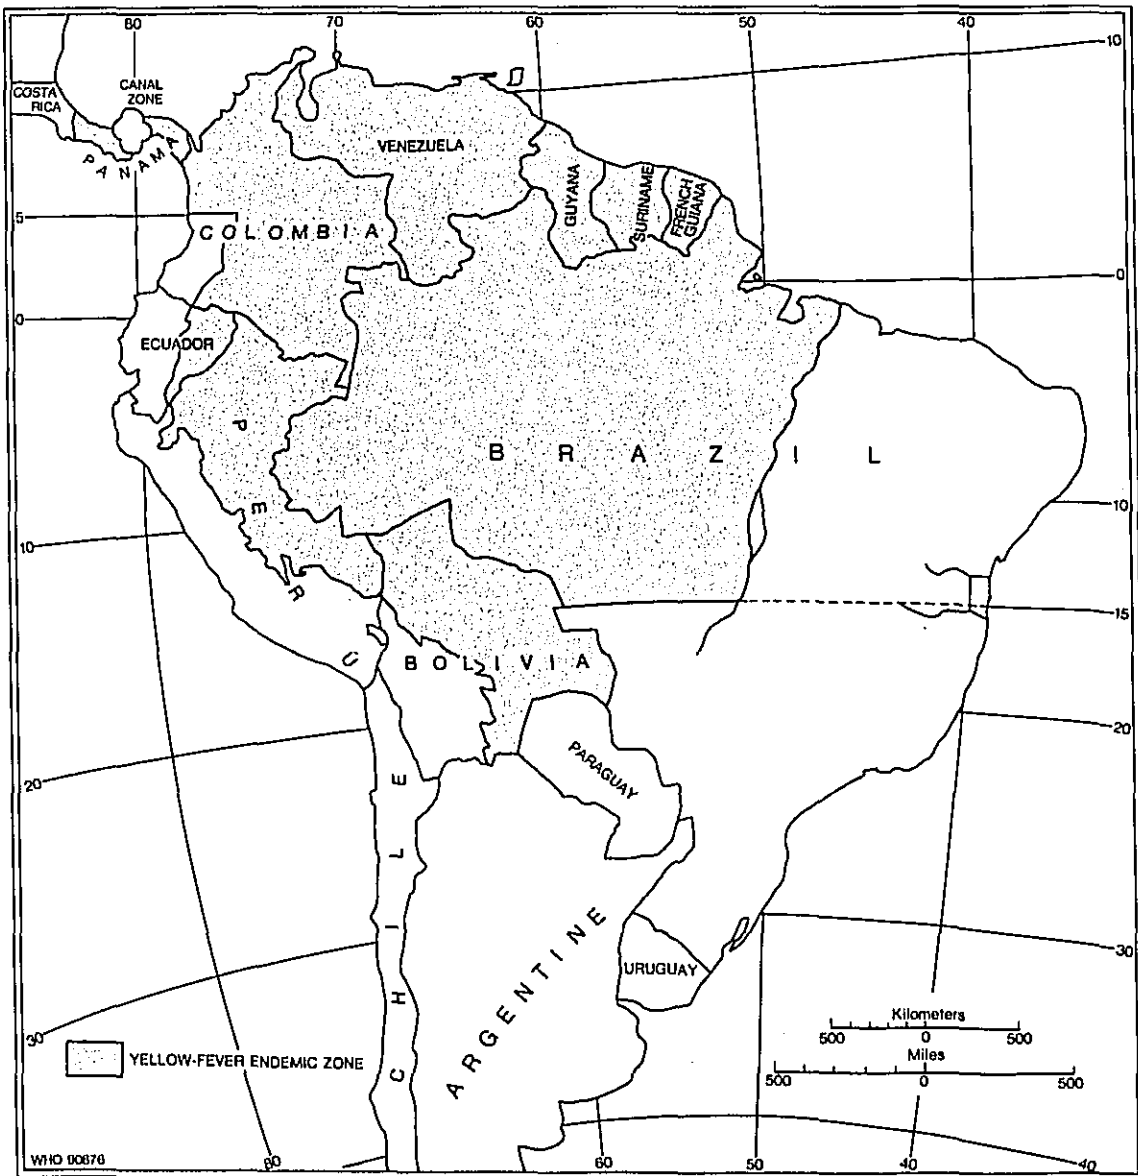 80 70 60 50 40
10
COSTA
RICA
CANAL
ZONE
PANAMA
VENEZUELA
GUYANA
SURINAME
FRENCH
GUIANA
5
COLOMBIA
0
0
ECUADOR
PERÚ
BRAZIL
10
10
15
BOLIVIA
20
20
PARAGUAY
CHILE
ARGENTINE
30
30
URUGUAY
Kilometers
500 0 500
Miles
500 0 500
YELLOW-FEVER ENDEMIC ZONE
WHO 90676
80 60 50 40 40